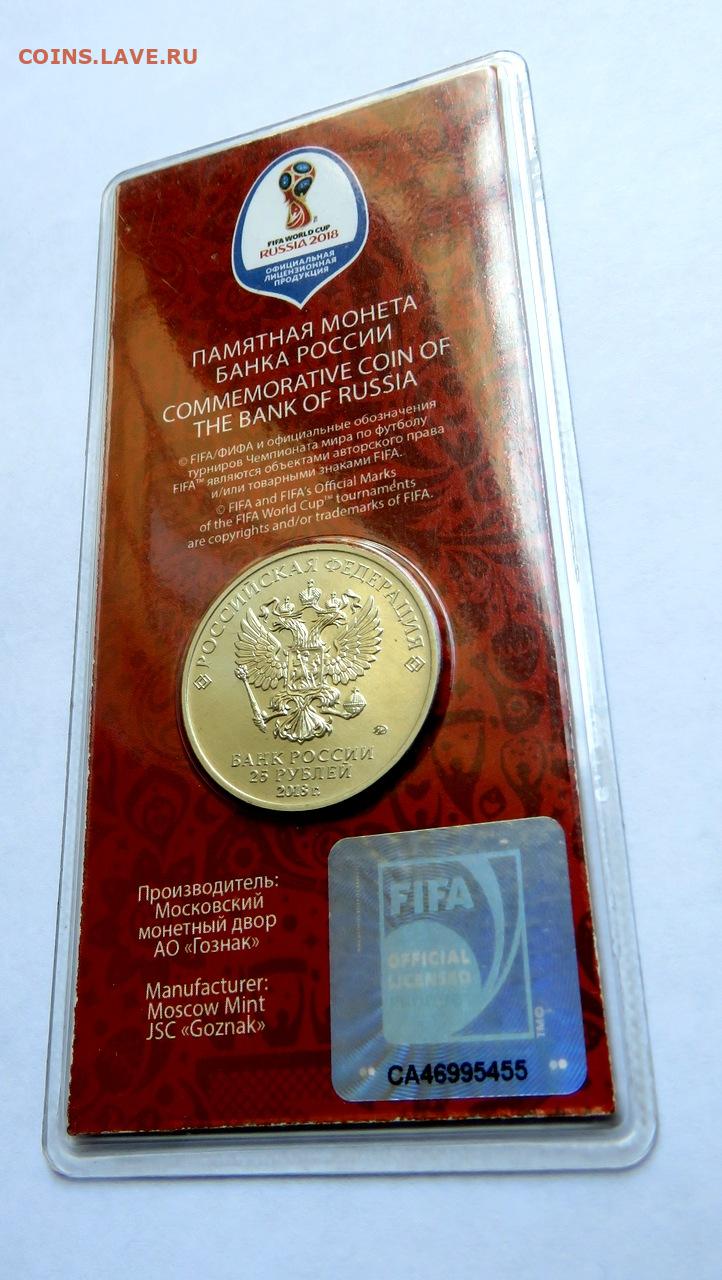 COINS.LAVE.RU
FIFA WORLD CUP
RUSSIA 2018
ОФИЦИАЛЬНАЯ
ЛИЦЕНЗИОННАЯ
ПРОДУКЦИЯ
ПАМЯТНАЯ МОНЕТА
БАНКА РОССИИ
COMMEMORATIVE COIN OF
THE BANK OF RUSSIA
© FIFA/ФИФА и официальные обозначения
турниров Чемпионата мира по футболу
FIFA™ являются объектами авторского права
и/или товарными знаками FIFA.
© FIFA and FIFA's Official Marks
of the FIFA World Cup™ tournaments
are copyrights and/or trademarks of FIFA.
РОССИЙСКАЯ ФЕДЕРАЦИЯ
БАНК РОССИИ
25 РУБЛЕЙ
2018 г.
Производитель:
Московский
монетный двор
АО «Гознак»
Manufacturer:
Moscow Mint
JSC «Goznak»
FIFA
OFFICIAL
LICENSED
TM©
CA46995455